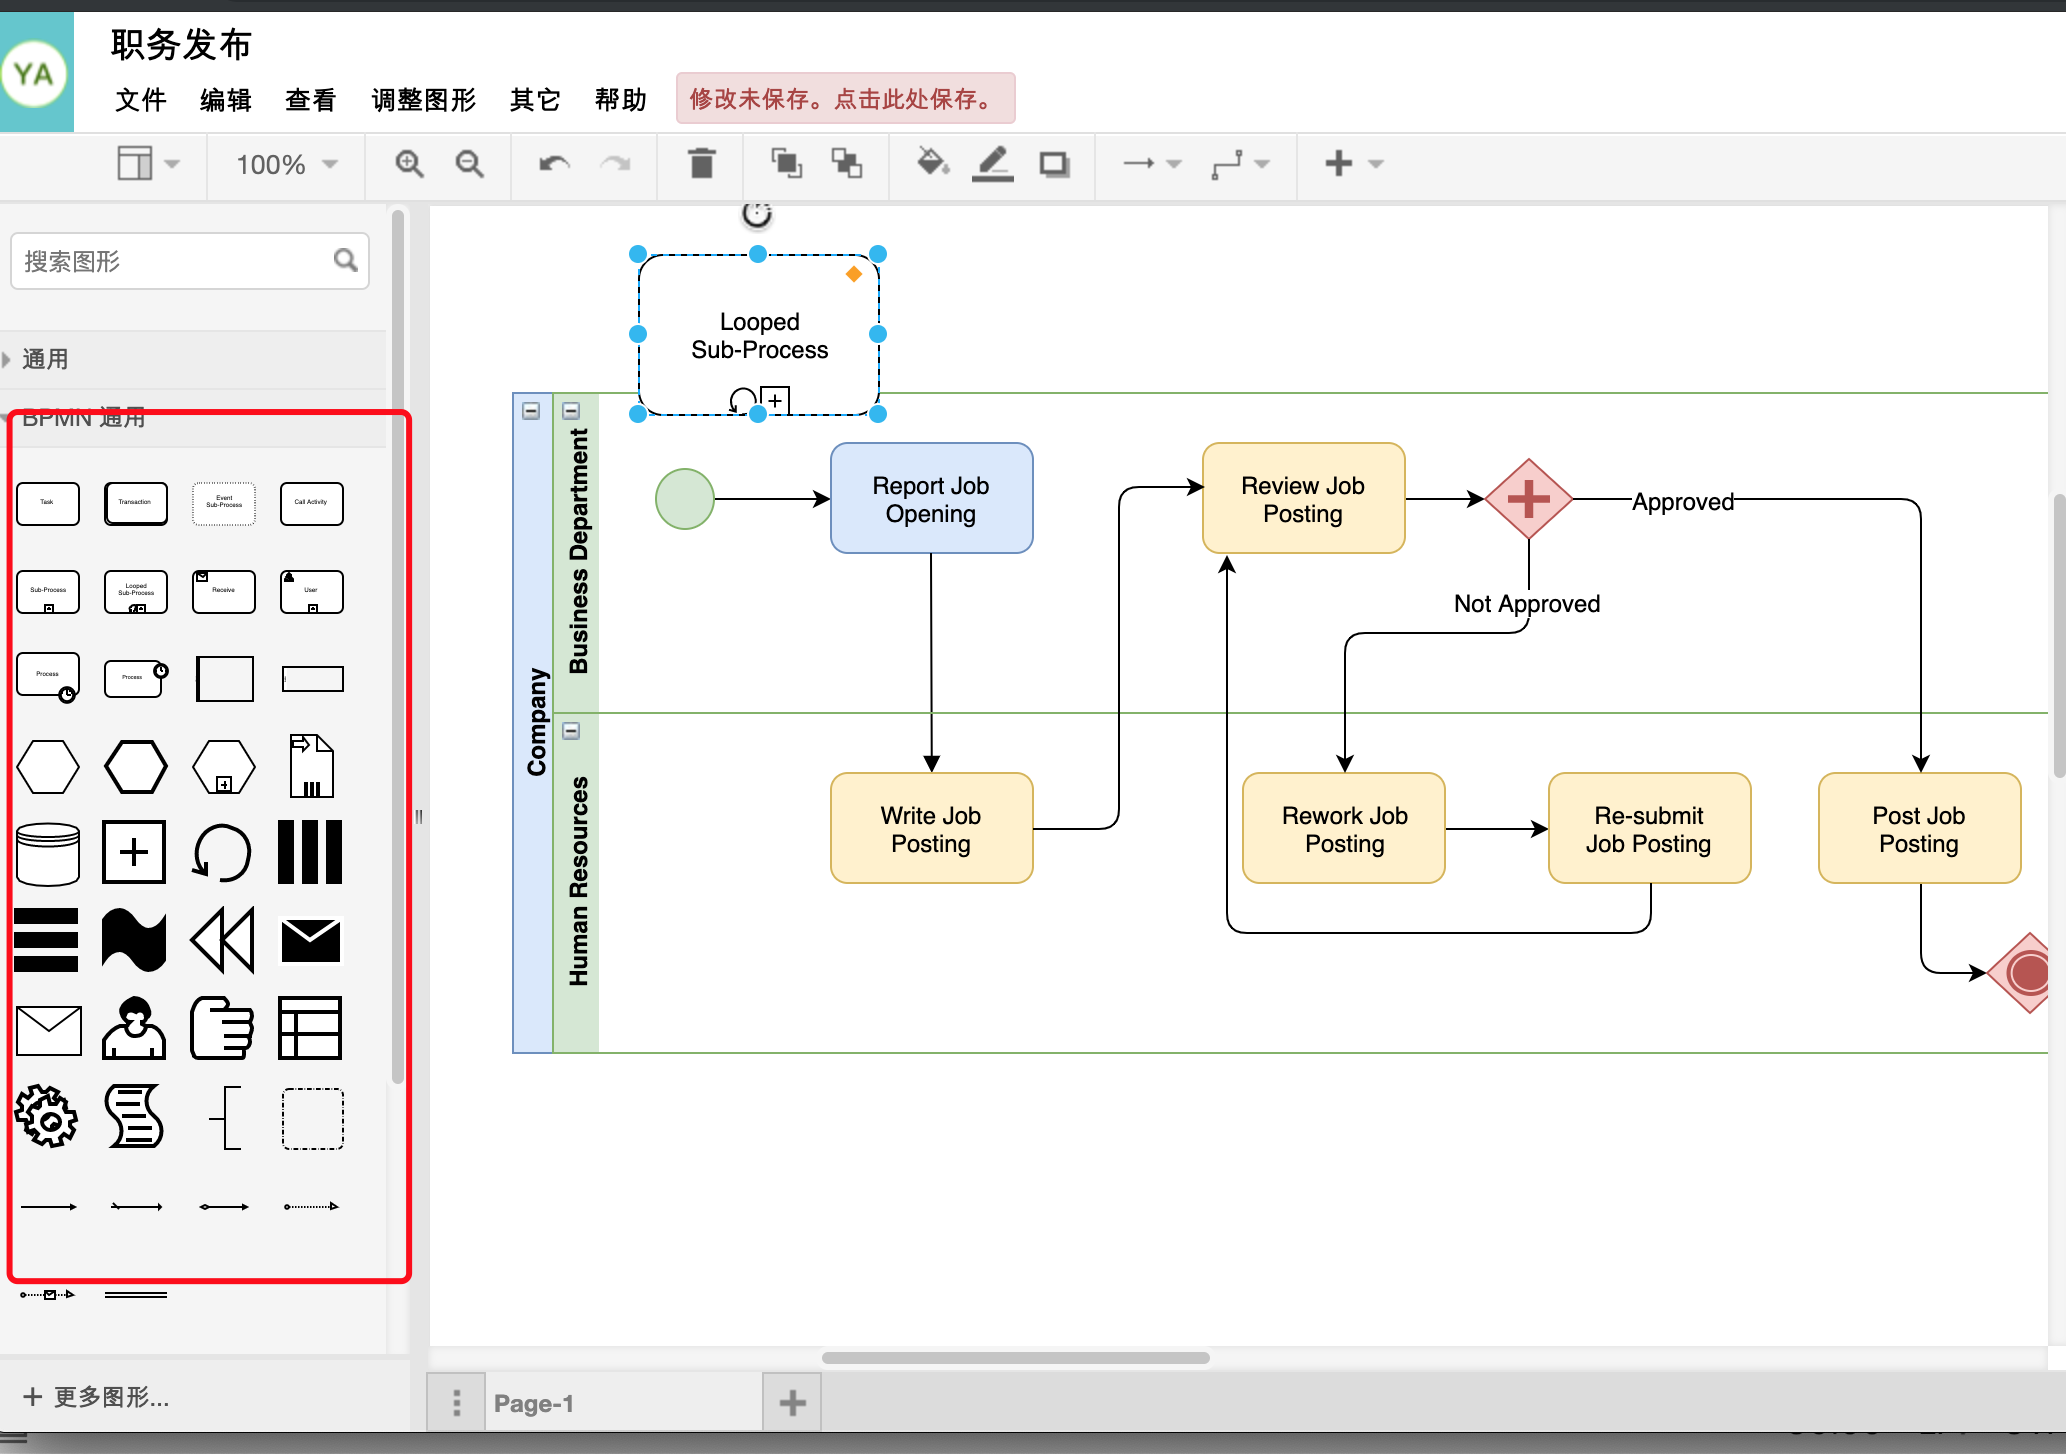 YA
职务发布
文件 编辑 查看 调整图形 其它 帮助 修改未保存。点击此处保存。
100%
搜索图形
通用
BPMN 通用
Task
Transaction
Event
Sub-Process
Call Activity
Sub-Process
Looped
Sub-Process
Receive
User
Process
Process
更多图形...
Looped
Sub-Process
Company
Business Department
Human Resources
Report Job
Opening
Review Job
Posting
Approved
Not Approved
Write Job
Posting
Rework Job
Posting
Re-submit
Job Posting
Post Job
Posting
Page-1